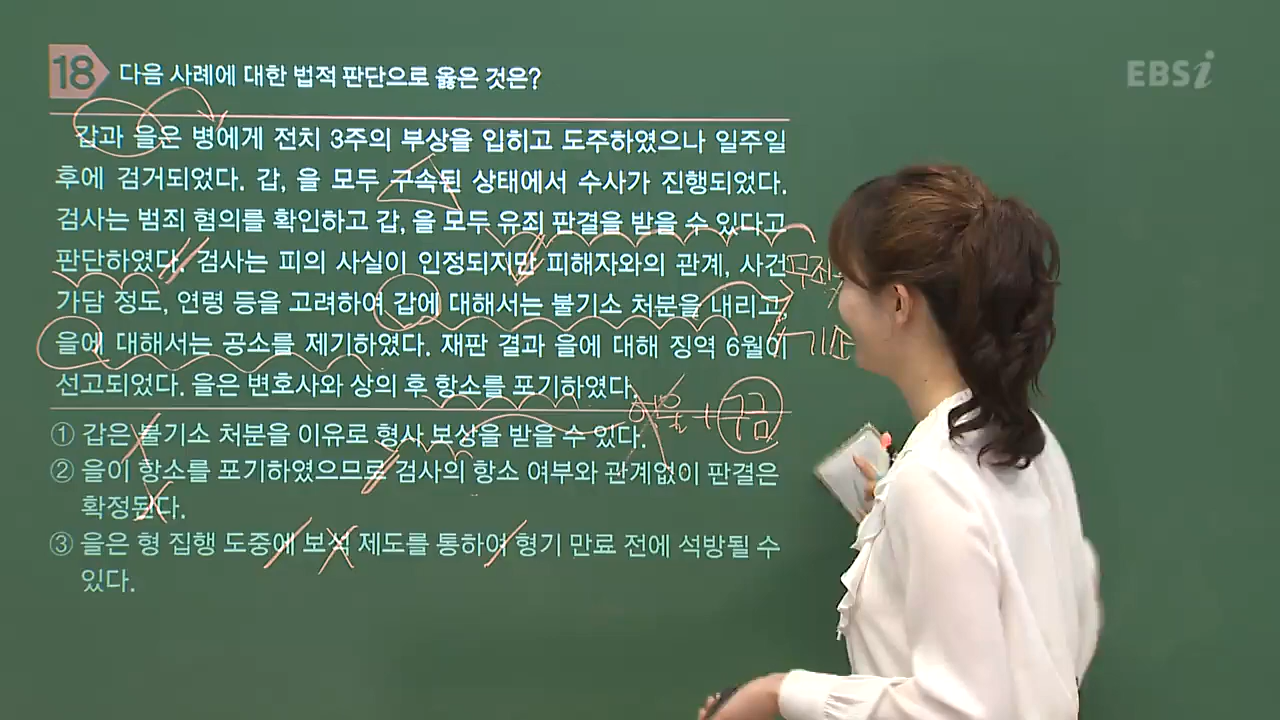 18 다음 사례에 대한 법적 판단으로 옳은 것은?
EBSi
갑과 을은 병에게 전치 3주의 부상을 입히고 도주하였으나 일주일
후에 검거되었다. 갑, 을 모두 구속된 상태에서 수사가 진행되었다.
검사는 범죄 혐의를 확인하고 갑, 을 모두 유죄 판결을 받을 수 있다고
판단하였다. 검사는 피의 사실이 인정되지만 피해자와의 관계, 사건
가담 정도, 연령 등을 고려하여 갑에 대해서는 불기소 처분을 내리고,
을에 대해서는 공소를 제기하였다. 재판 결과 을에 대해 징역 6월이
선고되었다. 을은 변호사와 상의 후 항소를 포기하였다.
+ 구금
① 갑은 불기소 처분을 이유로 형사 보상을 받을 수 있다.
② 을이 항소를 포기하였으므로 검사의 항소 여부와 관계없이 판결은
확정된다.
③ 을은 형 집행 도중에 보석 제도를 통하여 형기 만료 전에 석방될 수
있다.